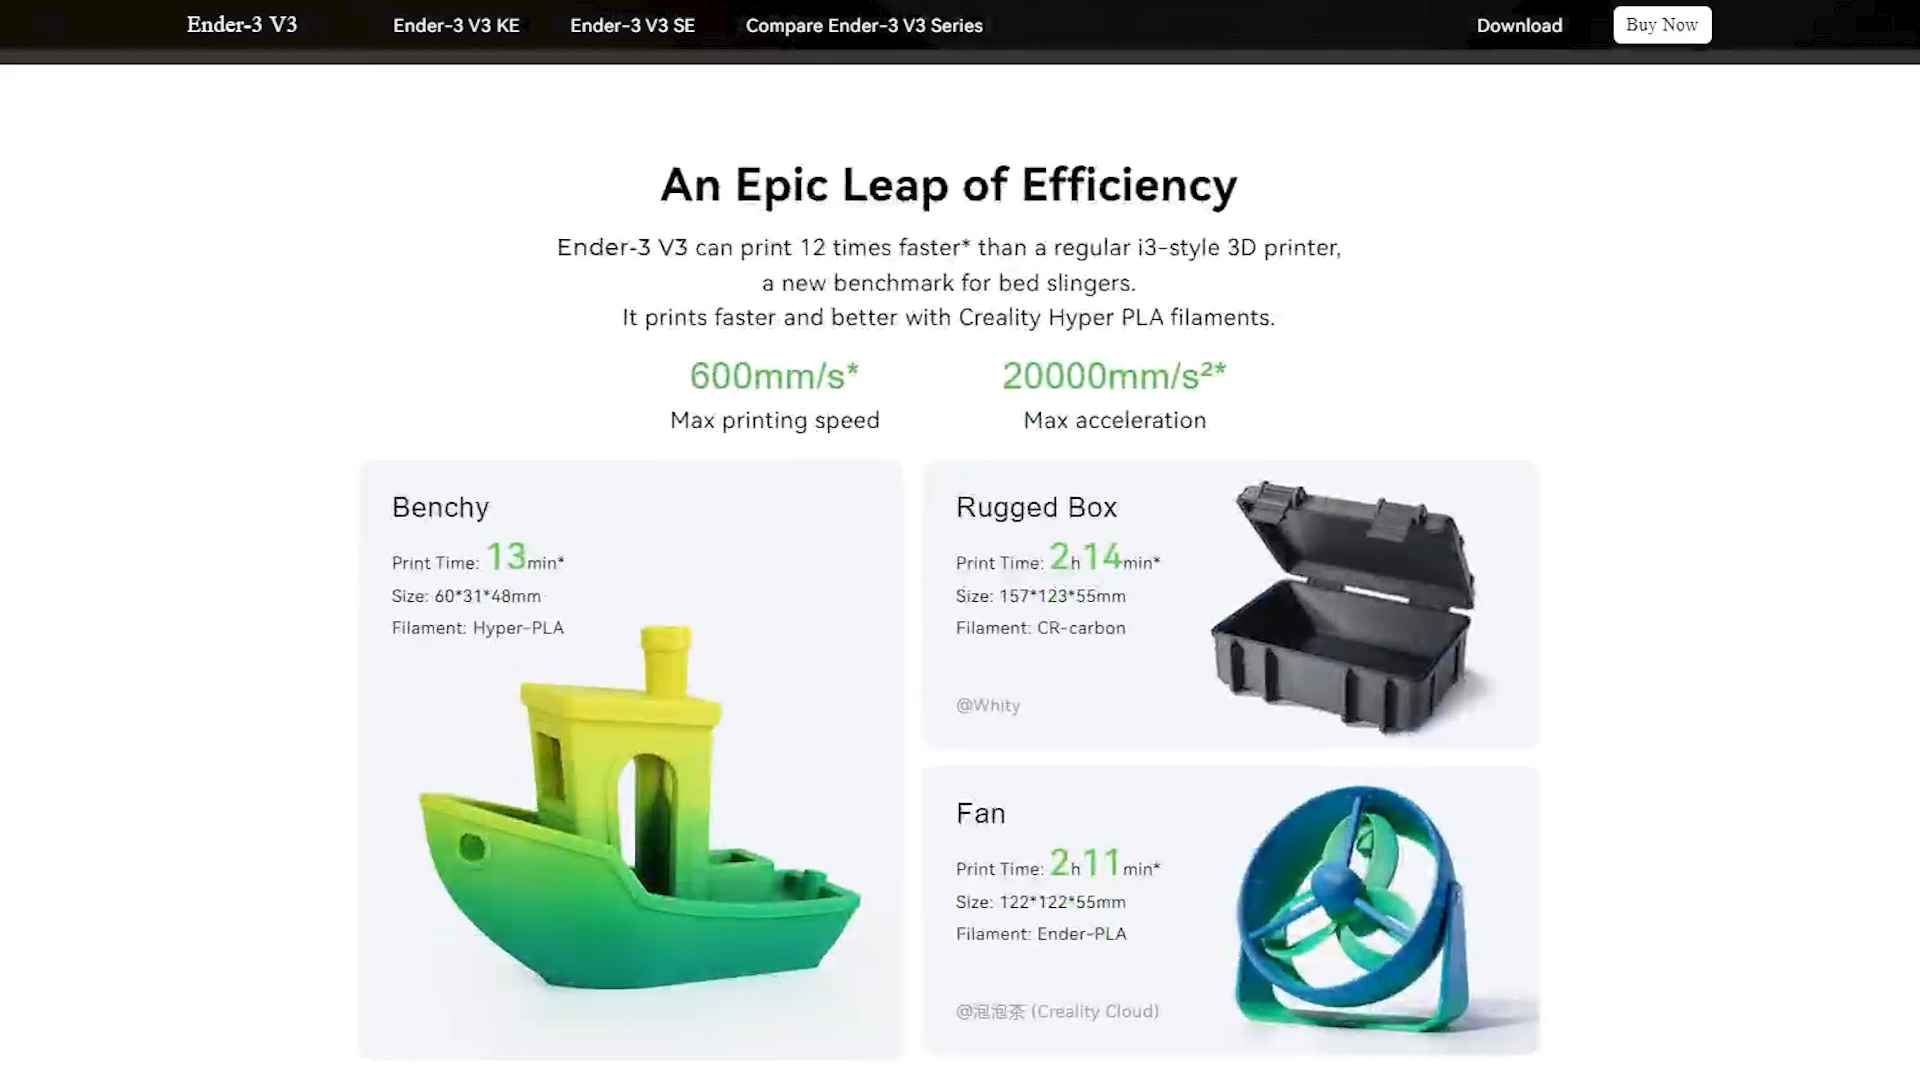 Ender-3 V3
Ender-3 V3 KE
Ender-3 V3 SE
Compare Ender-3 V3 Series
Download
Buy Now
An Epic Leap of Efficiency
Ender-3 V3 can print 12 times faster* than a regular i3-style 3D printer,
a new benchmark for bed slingers.
It prints faster and better with Creality Hyper PLA filaments.
600mm/s*
Max printing speed
20000mm/s²*
Max acceleration
Benchy
Print Time: 13min*
Size: 60*31*48mm
Filament: Hyper-PLA
Rugged Box
Print Time: 2h14min*
Size: 157*123*55mm
Filament: CR-carbon
@Whity
Fan
Print Time: 2h11min*
Size: 122*122*55mm
Filament: Ender-PLA
@泡泡茶 (Creality Cloud)